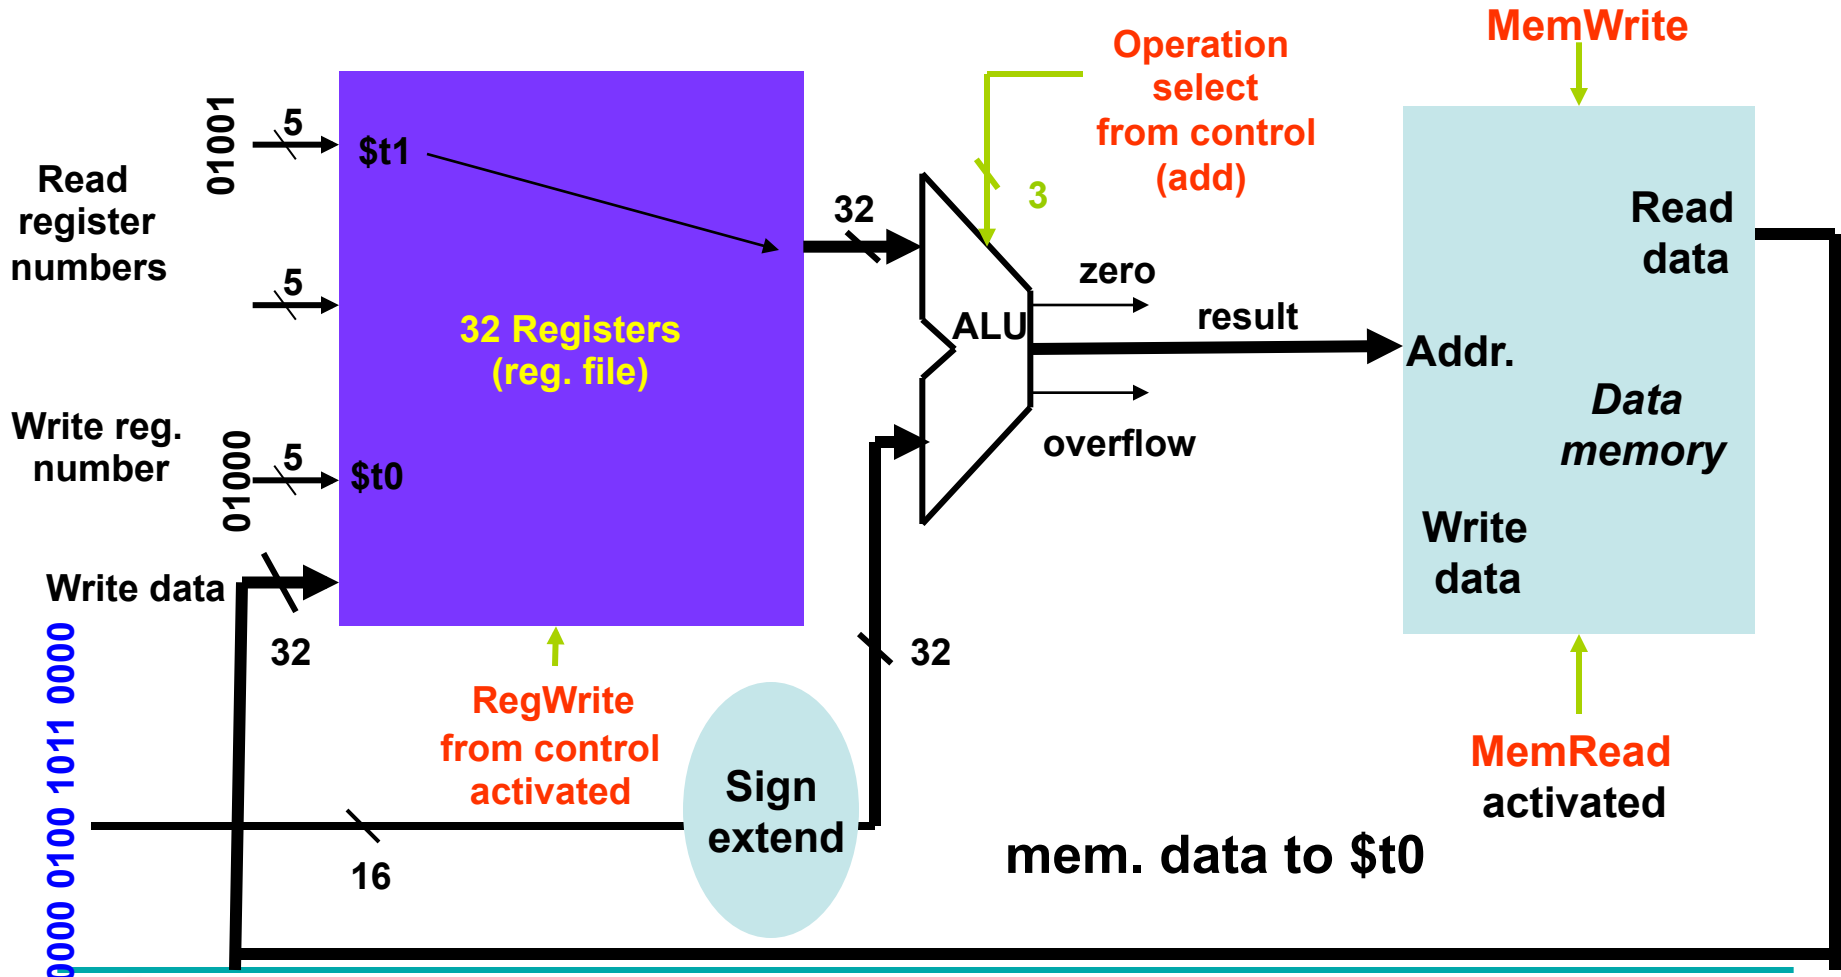 MemWrite
Operation
select
from control
(add)
3
01001
5
$t1
Read
register
numbers
5
32
32 Registers
(reg. file)
zero
ALU
result
overflow
Read
data
Addr.
Data
memory
Write
data
Write reg.
number
01000
5
$t0
Write data
32
32
RegWrite
from control
activated
MemRead
activated
0000 0100 1011 0000
16
Sign
extend
mem. data to $t0